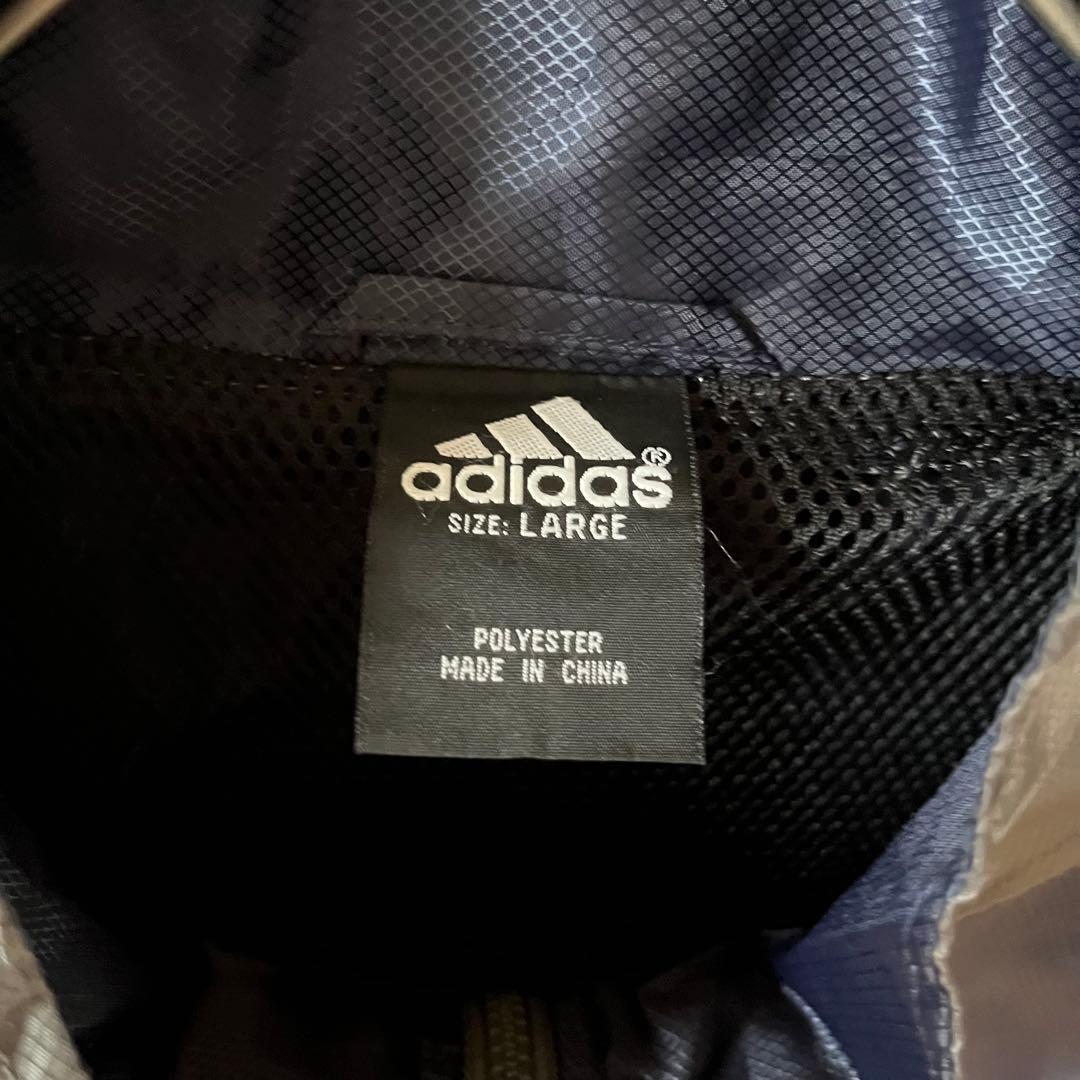 adidas®
SIZE: LARGE
POLYESTER
MADE IN CHINA